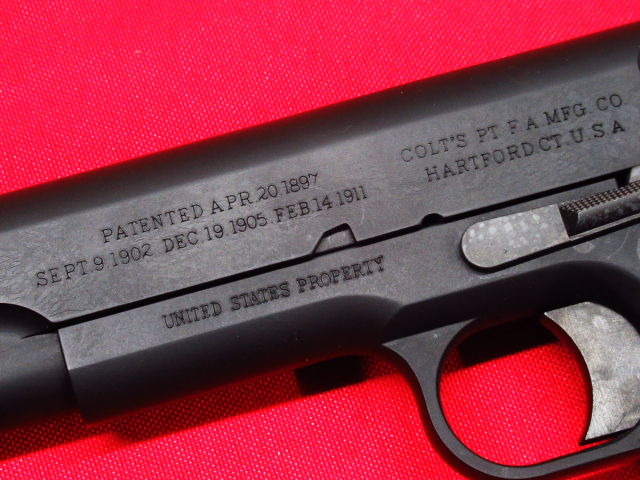 PATENTED APR.20.1897
SEPT.9.1902. DEC.19.1905. FEB.14.1911
COLT'S PT. F. A. MFG. CO.
HARTFORD.CT.U.S.A
UNITED STATES PROPERTY